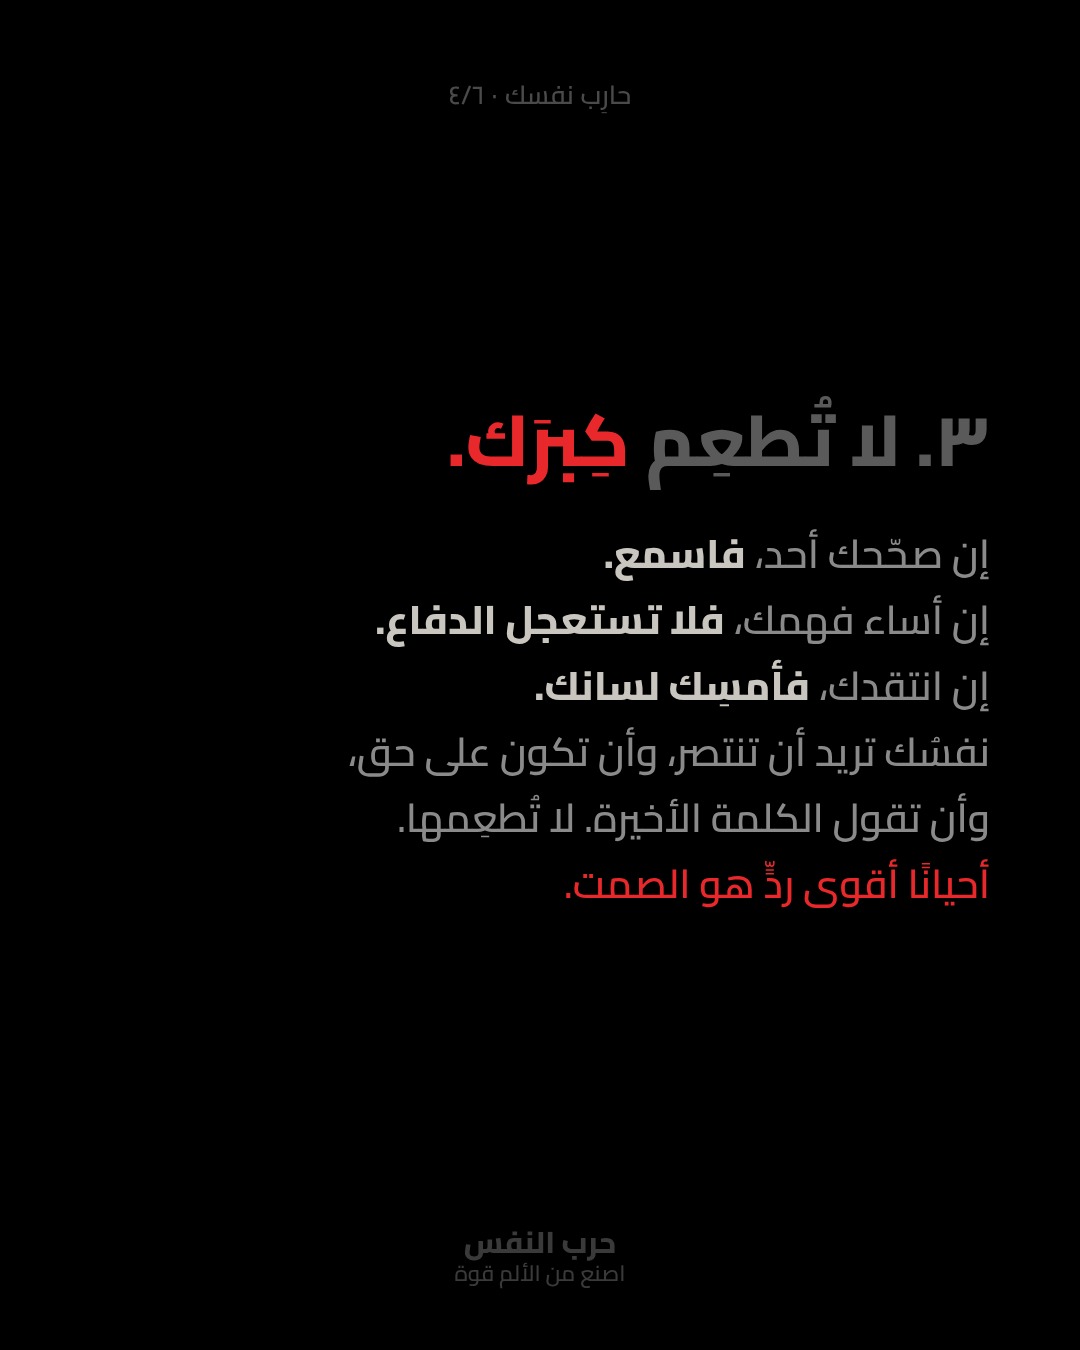 حارِب نفسك · ٤/٦
٣. لا تُطعِم كِبرَك.
إن صحّحك أحد، فاسمع.
إن أساء فهمك، فلا تستعجل الدفاع.
إن انتقدك، فأمسِك لسانك.
نفسُك تريد أن تنتصر، وأن تكون على حق،
وأن تقول الكلمة الأخيرة. لا تُطعِمها.
أحيانًا أقوى ردٍّ هو الصمت.
حرب النفس
اصنع من الألم قوة